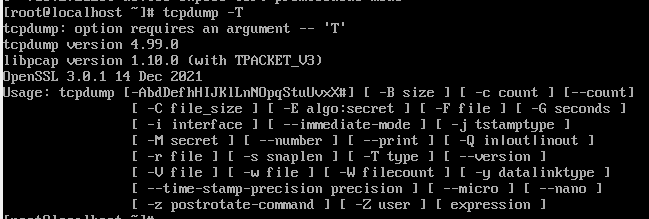 [root@localhost ~]# tcpdump -T
tcpdump: option requires an argument -- 'T'
tcpdump version 4.99.0
libpcap version 1.10.0 (with TPACKET_V3)
OpenSSL 3.0.1 14 Dec 2021
Usage: tcpdump [-AbdDefhHIJKlLnNOpqStuUvxX#] [ -B size ] [ -c count ] [--count]
[ -C file_size ] [ -E algo:secret ] [ -F file ] [ -G seconds ]
[ -i interface ] [ --immediate-mode ] [ -j tstamptype ]
[ -M secret ] [ --number ] [ --print ] [ -Q in|out|inout ]
[ -r file ] [ -s snaplen ] [ -T type ] [ --version ]
[ -V file ] [ -w file ] [ -W filecount ] [ -y datalinktype ]
[ --time-stamp-precision precision ] [ --micro ] [ --nano ]
[ -z postrotate-command ] [ -Z user ] [ expression ]
[root@localhost ~]#